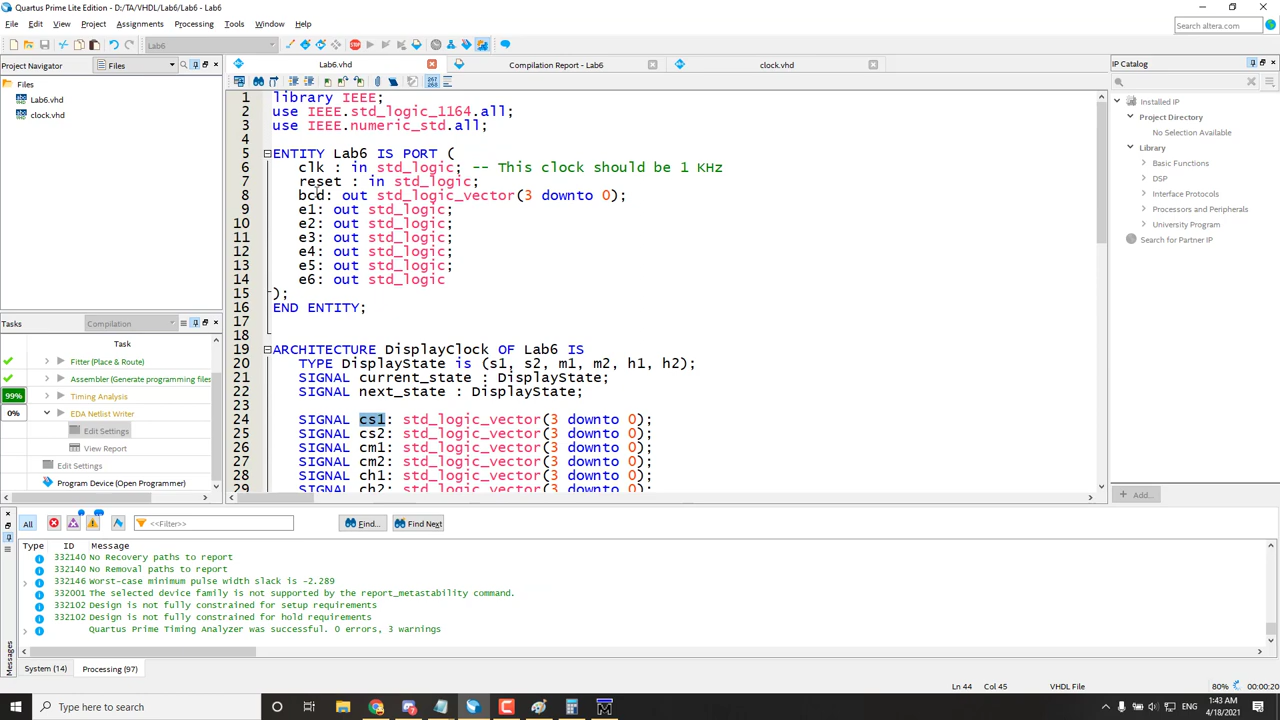 Quartus Prime Lite Edition - D:/TA/VHDL/Lab6/Lab6 - Lab6
File Edit View Project Assignments Processing Tools Window Help
Search altera.com
Lab6
Project Navigator
Files
Lab6.vhd
Compilation Report - Lab6
clock.vhd
IP Catalog
Files
Lab6.vhd
clock.vhd
Installed IP
Project Directory
No Selection Available
Library
Basic Functions
DSP
Interface Protocols
Processors and Peripherals
University Program
Search for Partner IP
Add...
1 library IEEE;
2 use IEEE.std_logic_1164.all;
3 use IEEE.numeric_std.all;
4
5 ENTITY Lab6 IS PORT (
6 clk : in std_logic; -- This clock should be 1 KHz
7 reset : in std_logic;
8 bcd: out std_logic_vector(3 downto 0);
9 e1: out std_logic;
10 e2: out std_logic;
11 e3: out std_logic;
12 e4: out std_logic;
13 e5: out std_logic;
14 e6: out std_logic
15 );
16 END ENTITY;
17
18
19 ARCHITECTURE DisplayClock OF Lab6 IS
20 TYPE DisplayState is (s1, s2, m1, m2, h1, h2);
21 SIGNAL current_state : DisplayState;
22 SIGNAL next_state : DisplayState;
23
24 SIGNAL cs1: std_logic_vector(3 downto 0);
25 SIGNAL cs2: std_logic_vector(3 downto 0);
26 SIGNAL cm1: std_logic_vector(3 downto 0);
27 SIGNAL cm2: std_logic_vector(3 downto 0);
28 SIGNAL ch1: std_logic_vector(3 downto 0);
29 SIGNAL ch2: std_logic_vector(3 downto 0);
Tasks
Compilation
Task
Fitter (Place & Route)
Assembler (Generate programming files
99% Timing Analysis
0% EDA Netlist Writer
Edit Settings
View Report
Edit Settings
Program Device (Open Programmer)
All
<<Filter>>
Find...
Find Next
Type ID Message
332140 No Recovery paths to report
332140 No Removal paths to report
332146 Worst-case minimum pulse width slack is -2.289
332001 The selected device family is not supported by the report_metastability command.
332102 Design is not fully constrained for setup requirements
332102 Design is not fully constrained for hold requirements
Quartus Prime Timing Analyzer was successful. 0 errors, 3 warnings
Messages
System (14)
Processing (97)
Ln 44 Col 45 VHDL File 80% 00:00:20
Type here to search
ENG
1:43 AM
4/18/2021